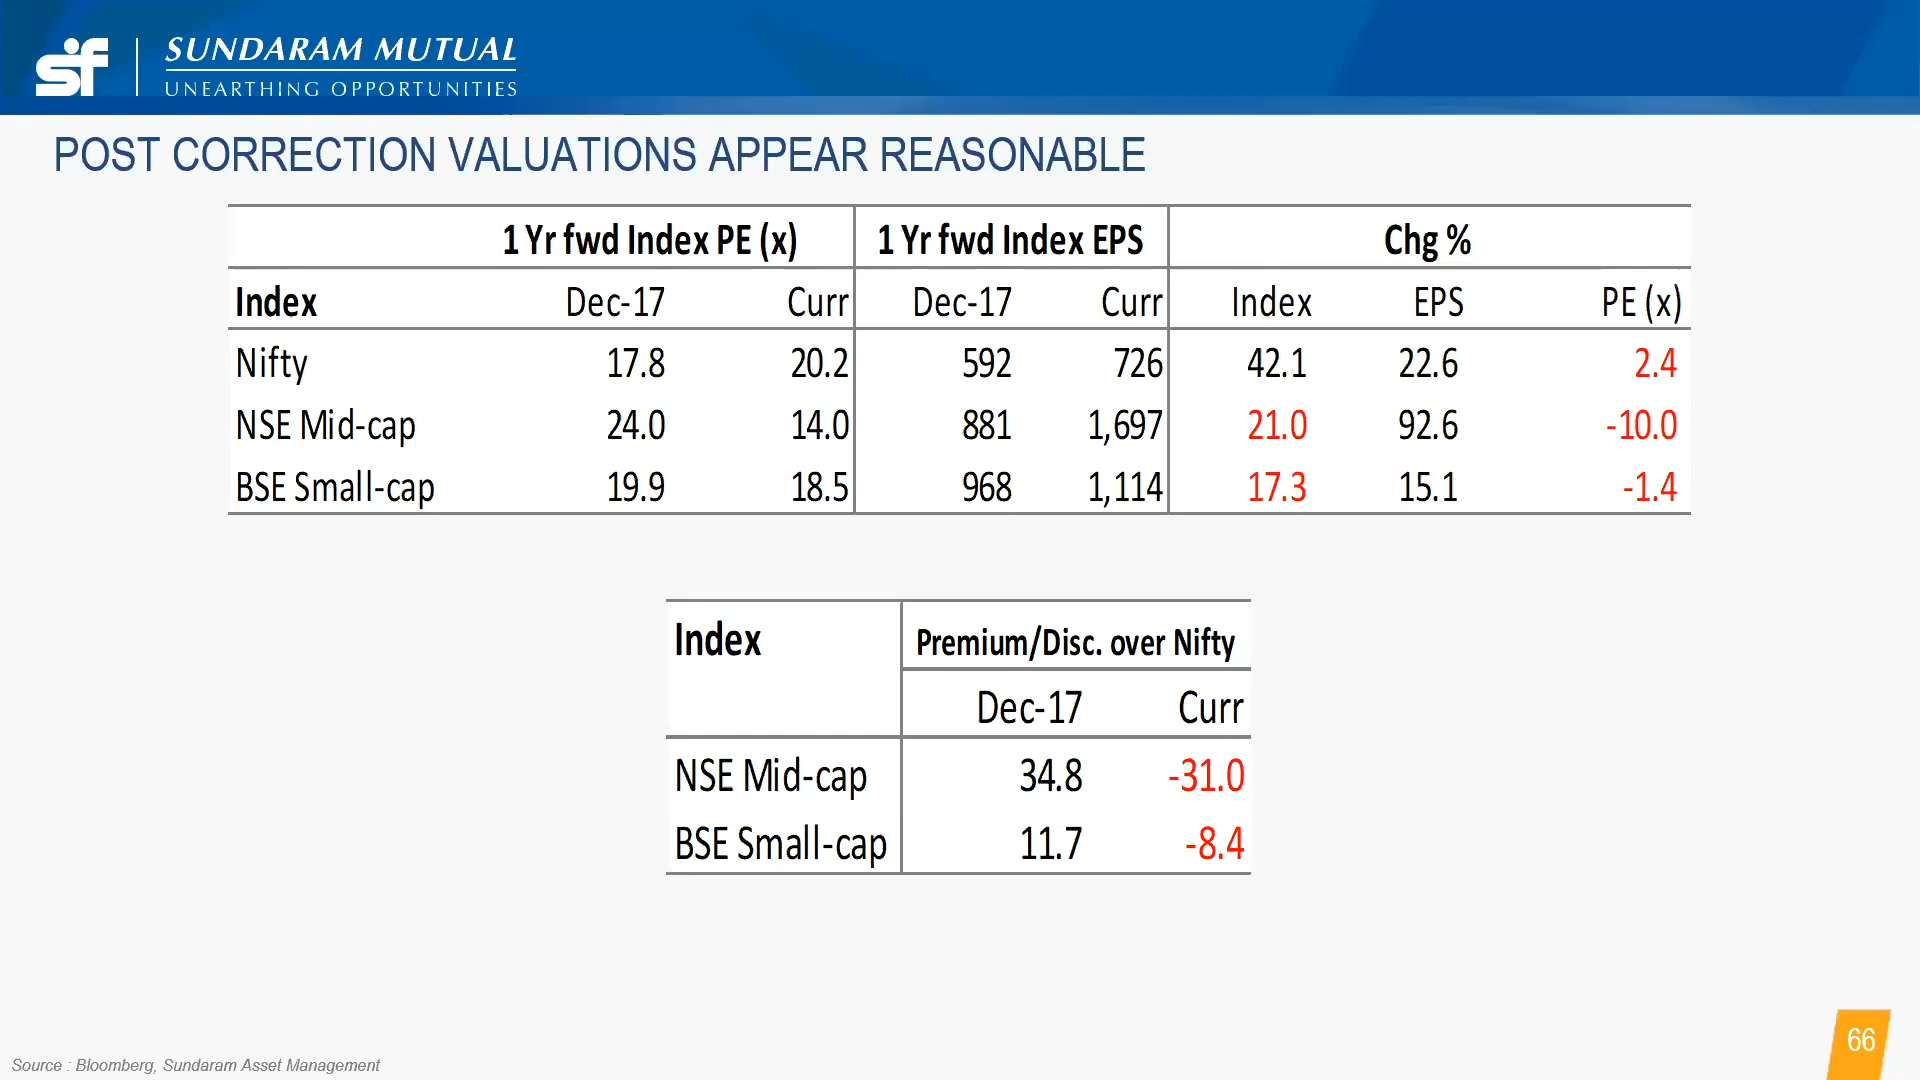 sf
SUNDARAM MUTUAL
UNEARTHING OPPORTUNITIES
POST CORRECTION VALUATIONS APPEAR REASONABLE
1 Yr fwd Index PE (x) 1 Yr fwd Index EPS Chg %
Index Dec-17 Curr Dec-17 Curr Index EPS PE (x)
Nifty 17.8 20.2 592 726 42.1 22.6 2.4
NSE Mid-cap 24.0 14.0 881 1,697 21.0 92.6 -10.0
BSE Small-cap 19.9 18.5 968 1,114 17.3 15.1 -1.4
Index Premium/Disc. over Nifty
Dec-17 Curr
NSE Mid-cap 34.8 -31.0
BSE Small-cap 11.7 -8.4
66
Source : Bloomberg, Sundaram Asset Management